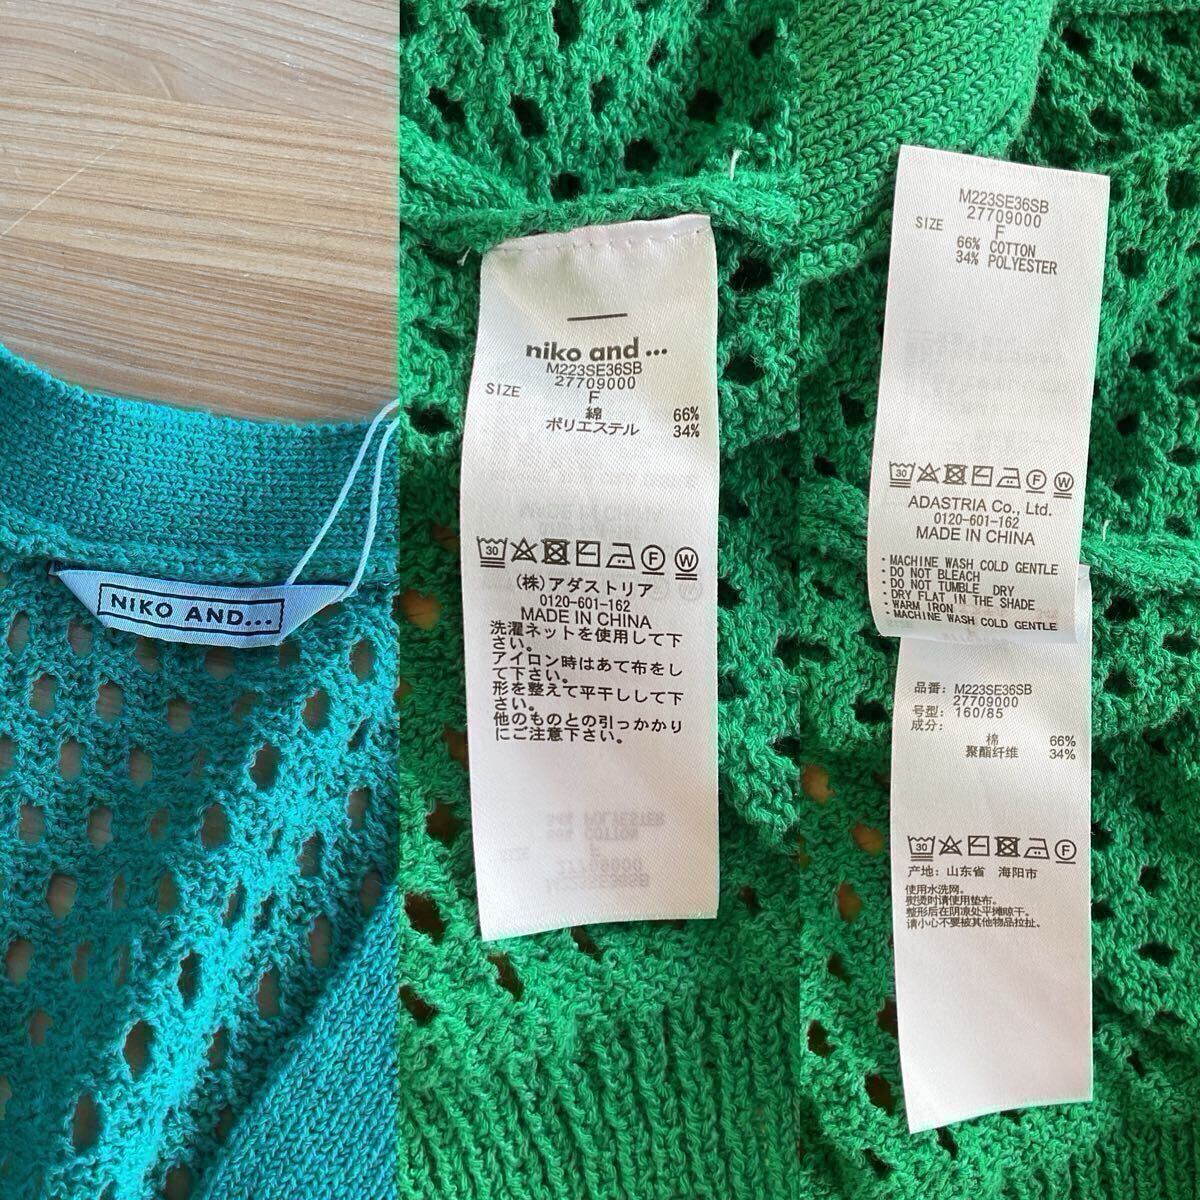 NiKO AND...
niko and ...
M223SE36SB
27709000
SIZE F
綿 66%
ポリエステル 34%
30 F W
(株)アダストリア
0120-601-162
MADE IN CHINA
洗濯ネットを使用して下
さい。
アイロン時はあて布をし
て下さい。
形を整えて平干しして下
さい。
他のものとの引っかかり
にご注意下さい。
M223SE36SB
27709000
SIZE F
66% COTTON
34% POLYESTER
30 F W
ADASTRIA Co., Ltd.
0120-601-162
MADE IN CHINA
・MACHINE WASH COLD GENTLE
・DO NOT BLEACH
・DO NOT TUMBLE DRY
・DRY FLAT IN THE SHADE
・WARM IRON
・MACHINE WASH COLD GENTLE
品番: M223SE36SB
27709000
号型: 160/85
成分:
棉 66%
聚酯纤维 34%
30 F
产地: 山东省 海阳市
使用水洗网。
熨烫时请使用垫布。
整形后在阴凉处平摊晾干。
请小心不要被其他物品拉扯。